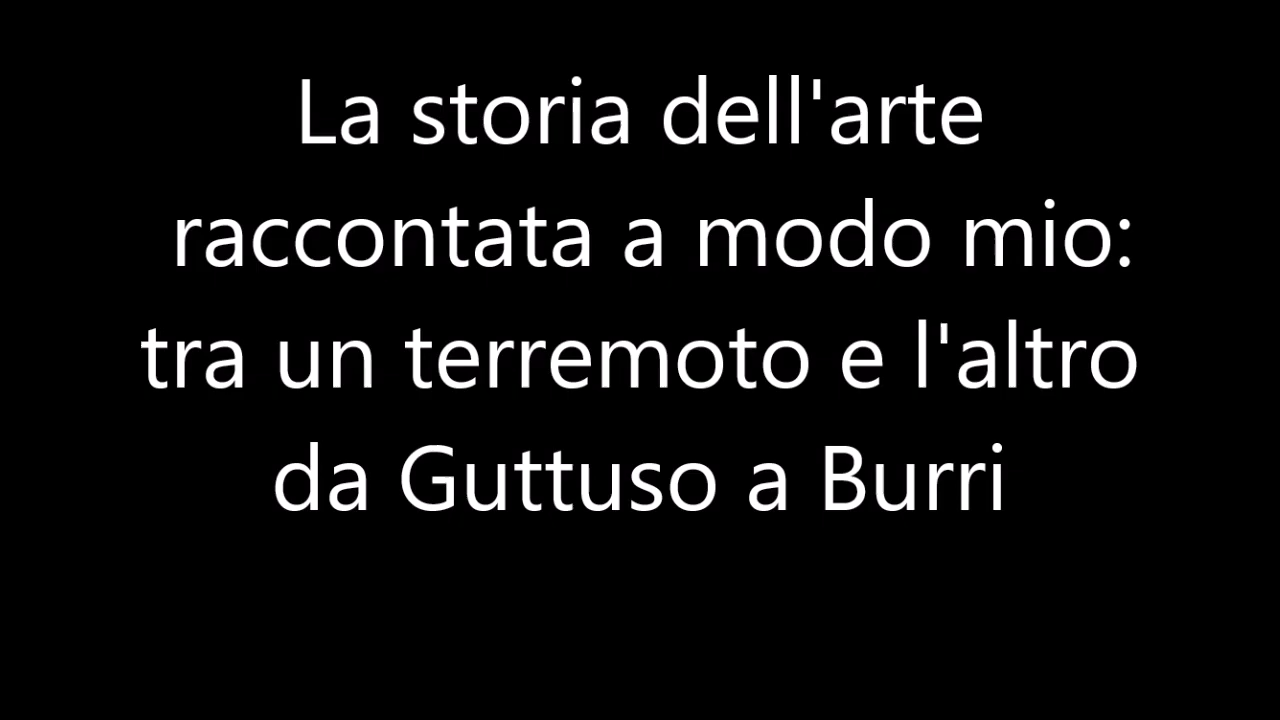 La storia dell'arte
raccontata a modo mio:
tra un terremoto e l'altro
da Guttuso a Burri